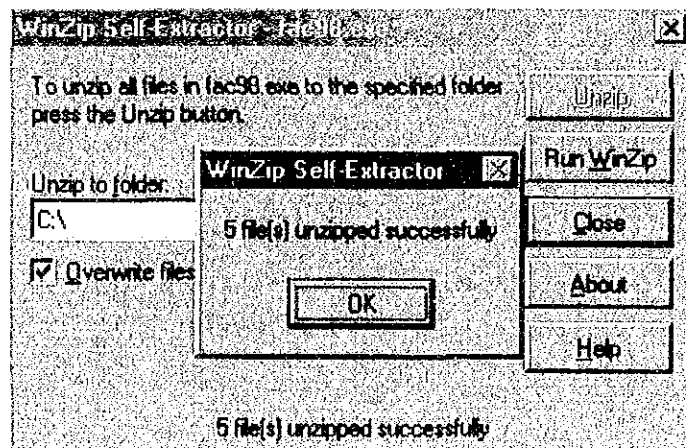 WinZip Self-Extractor - fac98.exe
To unzip all files in fac98.exe to the specified folder
press the Unzip button.
Unzip to folder:
C:\
Overwrite files
Unzip
Run WinZip
Close
About
Help
WinZip Self-Extractor
5 file(s) unzipped successfully
OK
5 file(s) unzipped successfully